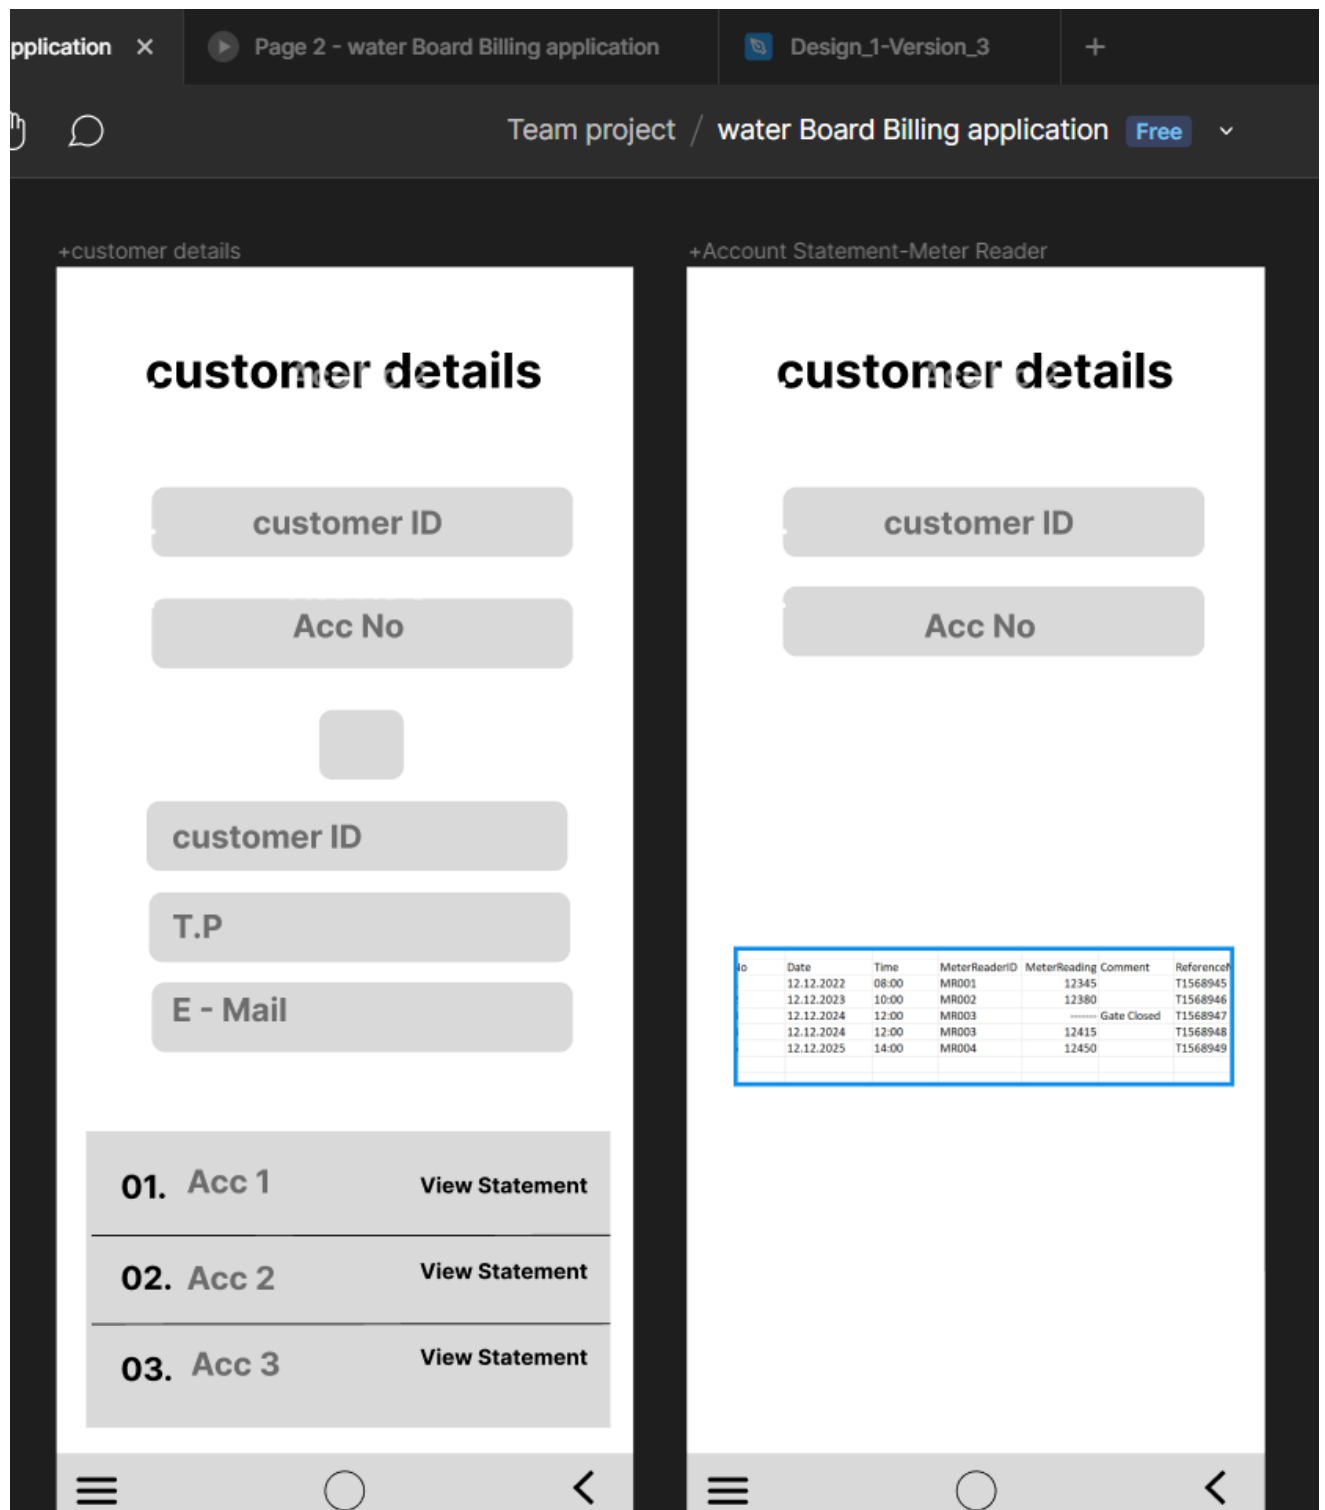 pplication ✕ Page 2 - water Board Billing application Design_1-Version_3 +
Team project / water Board Billing application Free
+customer details
customer details
customer ID
Acc No
customer ID
T.P
E - Mail
01. Acc 1 View Statement
02. Acc 2 View Statement
03. Acc 3 View Statement
+Account Statement-Meter Reader
customer details
customer ID
Acc No
lo Date Time MeterReaderID MeterReading Comment ReferenceN
12.12.2022 08:00 MR001 12345 T1568945
12.12.2023 10:00 MR002 12380 T1568946
12.12.2024 12:00 MR003 ------- Gate Closed T1568947
12.12.2024 12:00 MR003 12415 T1568948
12.12.2025 14:00 MR004 12450 T1568949